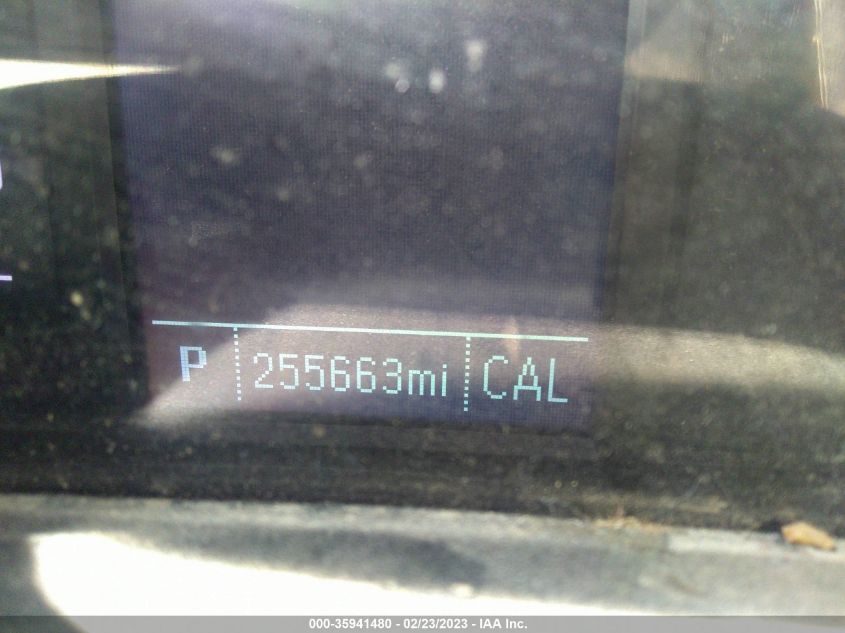 P 255663mi CAL
000-35941480 — 02/23/2023 — IAA Inc.